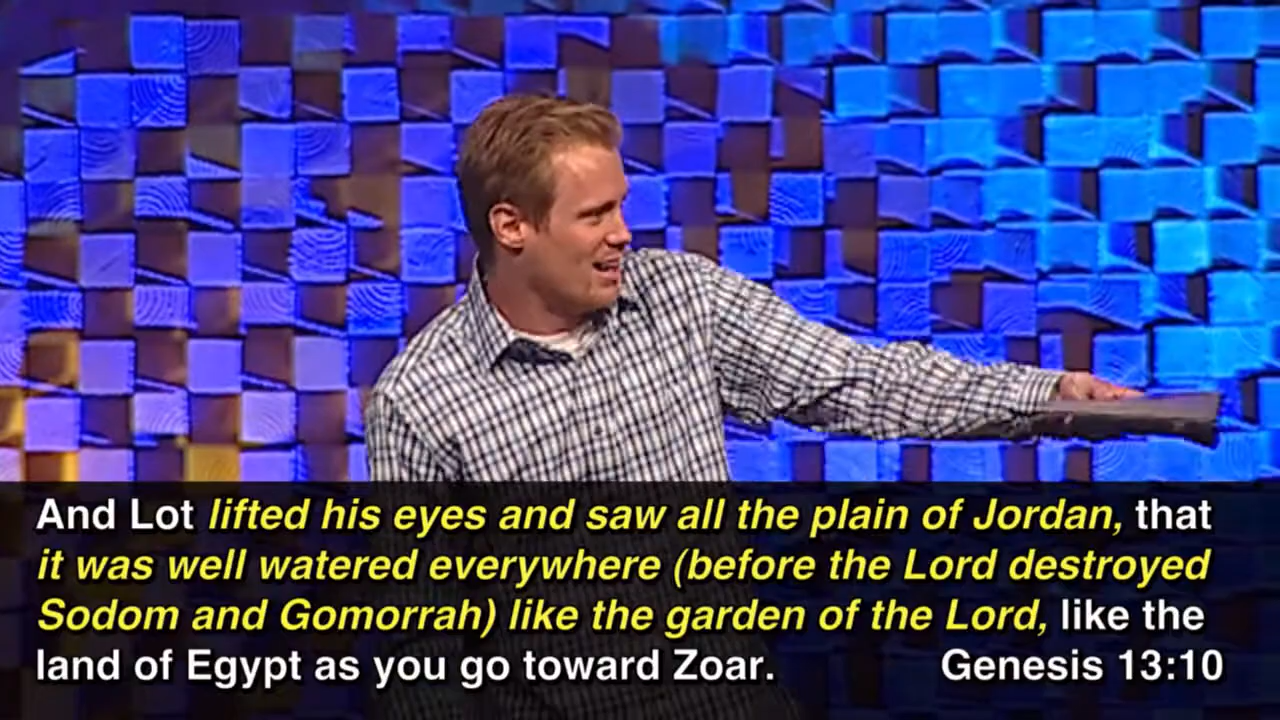 And Lot lifted his eyes and saw all the plain of Jordan, that
it was well watered everywhere (before the Lord destroyed
Sodom and Gomorrah) like the garden of the Lord, like the
land of Egypt as you go toward Zoar. Genesis 13:10